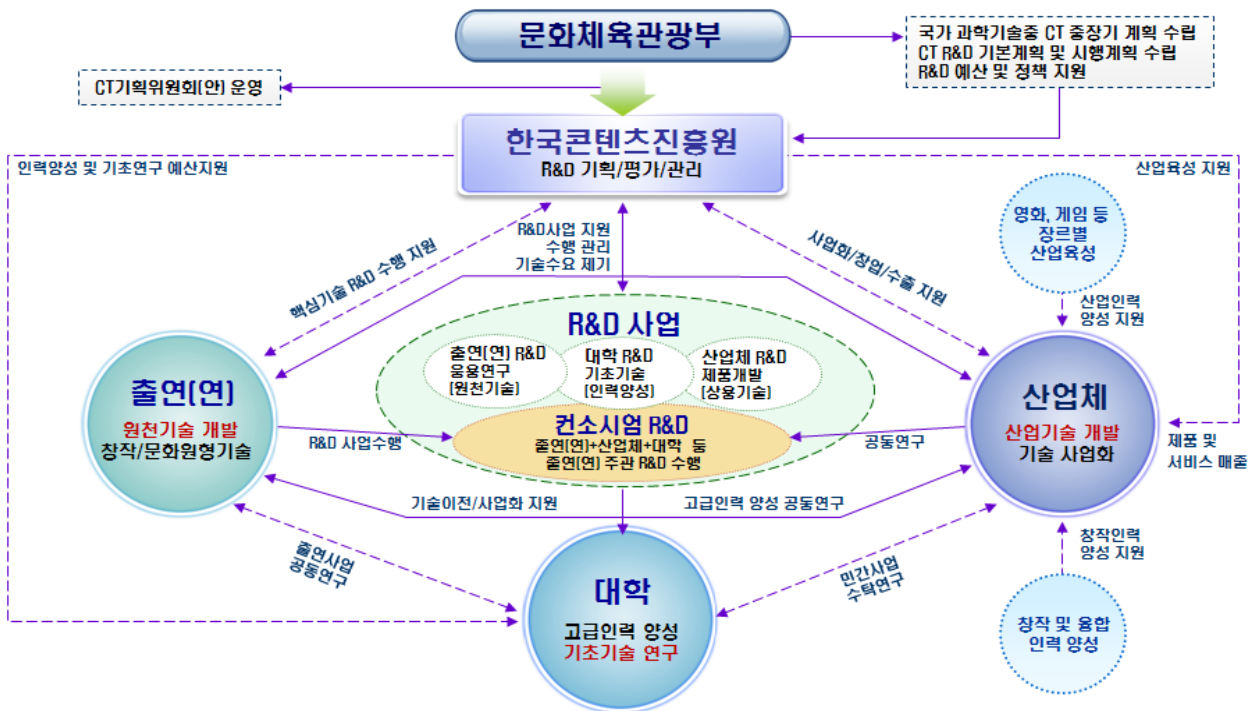 문화체육관광부
국가 과학기술중 CT 중장기 계획 수립
CT R&D 기본계획 및 시행계획 수립
R&D 예산 및 정책 지원
CT기획위원회(안) 운영
한국콘텐츠진흥원
R&D 기획/평가/관리
인력양성 및 기초연구 예산지원
산업육성 지원
영화, 게임 등
장르별
산업육성
R&D사업 지원
수행 관리
기술수요 제기
핵심기술 R&D 수행 지원
사업화/창업/수출 지원
산업인력
양성 지원
R&D 사업
출연(연) R&D
응용연구
(원천기술)
대학 R&D
기초기술
(인력양성)
산업체 R&D
제품개발
(상용기술)
출연(연)
원천기술 개발
창작/문화원형기술
산업체
산업기술 개발
기술 사업화
컨소시엄 R&D
출연(연)+산업체+대학 등
출연(연) 주관 R&D 수행
R&D 사업수행
공동연구
제품 및
서비스 매출
기술이전/사업화 지원
고급인력 양성 공동연구
출연사업
공동연구
민간사업
수탁연구
창작인력
양성 지원
대학
고급인력 양성
기초기술 연구
창작 및 융합
인력 양성